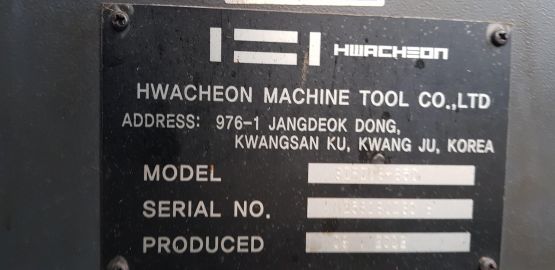 HWACHEON
HWACHEON MACHINE TOOL CO.,LTD
ADDRESS: 976-1 JANGDEOK DONG,
KWANGSAN KU, KWANG JU, KOREA
MODEL
SERIAL NO.
PRODUCED